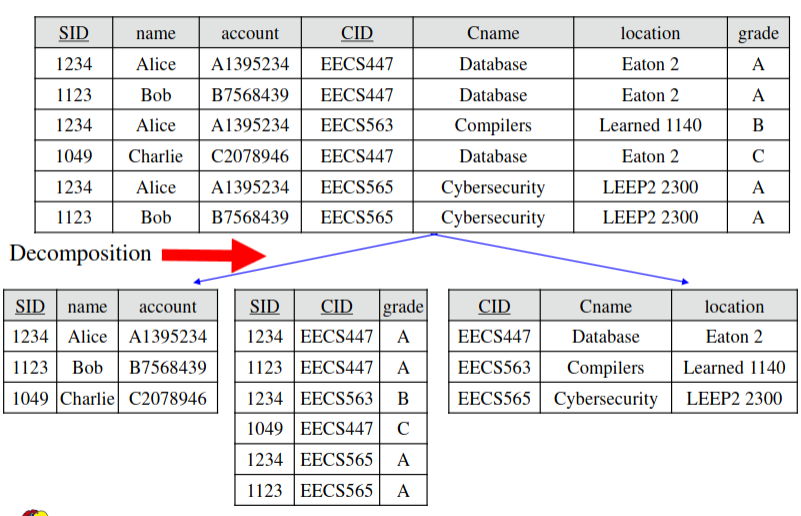 SID name account CID Cname location grade
1234 Alice A1395234 EECS447 Database Eaton 2 A
1123 Bob B7568439 EECS447 Database Eaton 2 A
1234 Alice A1395234 EECS563 Compilers Learned 1140 B
1049 Charlie C2078946 EECS447 Database Eaton 2 C
1234 Alice A1395234 EECS565 Cybersecurity LEEP2 2300 A
1123 Bob B7568439 EECS565 Cybersecurity LEEP2 2300 A
Decomposition
SID name account
1234 Alice A1395234
1123 Bob B7568439
1049 Charlie C2078946
SID CID grade
1234 EECS447 A
1123 EECS447 A
1234 EECS563 B
1049 EECS447 C
1234 EECS565 A
1123 EECS565 A
CID Cname location
EECS447 Database Eaton 2
EECS563 Compilers Learned 1140
EECS565 Cybersecurity LEEP2 2300